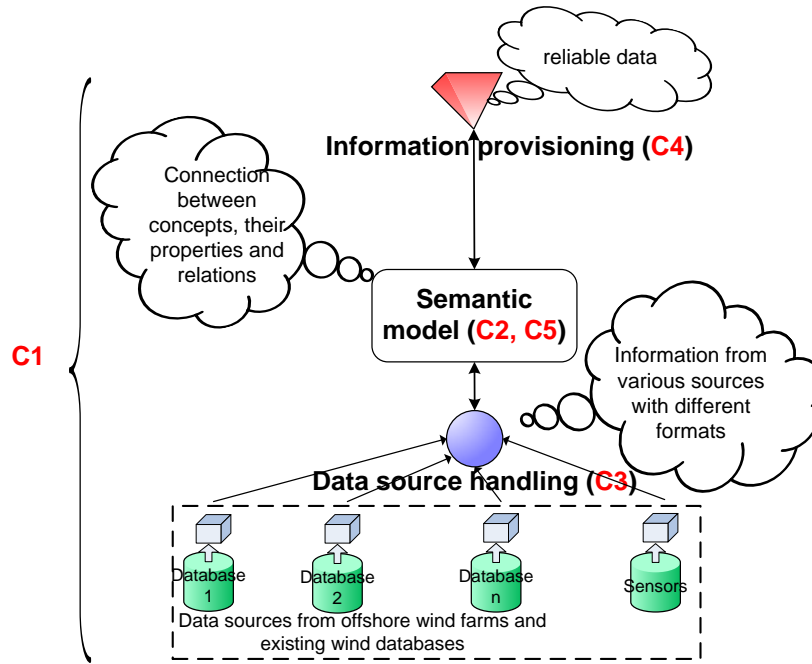 reliable data
Information provisioning (C4)
Connection
between
concepts, their
properties and
relations
Semantic
model (C2, C5)
C1
Information from
various sources
with different
formats
Data source handling (C3)
Database
1
Database
2
Database
n
Sensors
Data sources from offshore wind farms and
existing wind databases